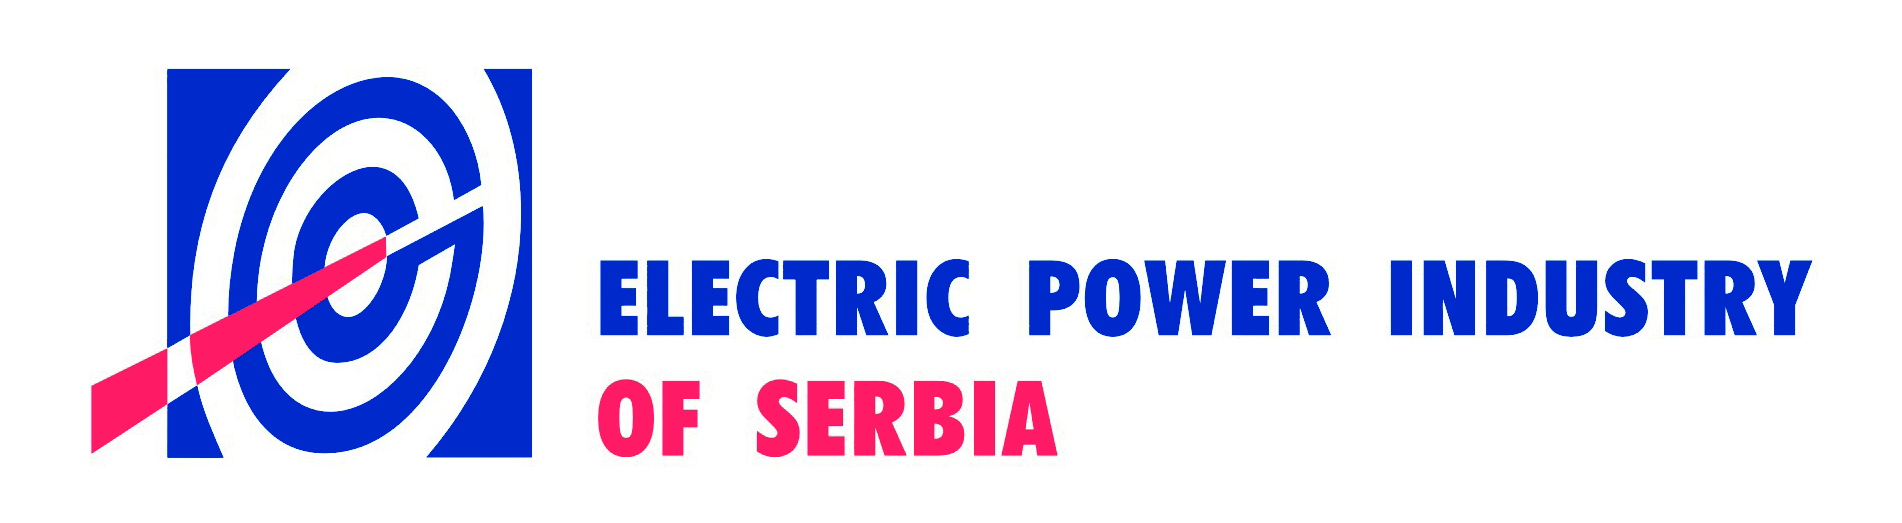 ELECTRIC POWER INDUSTRY
OF SERBIA